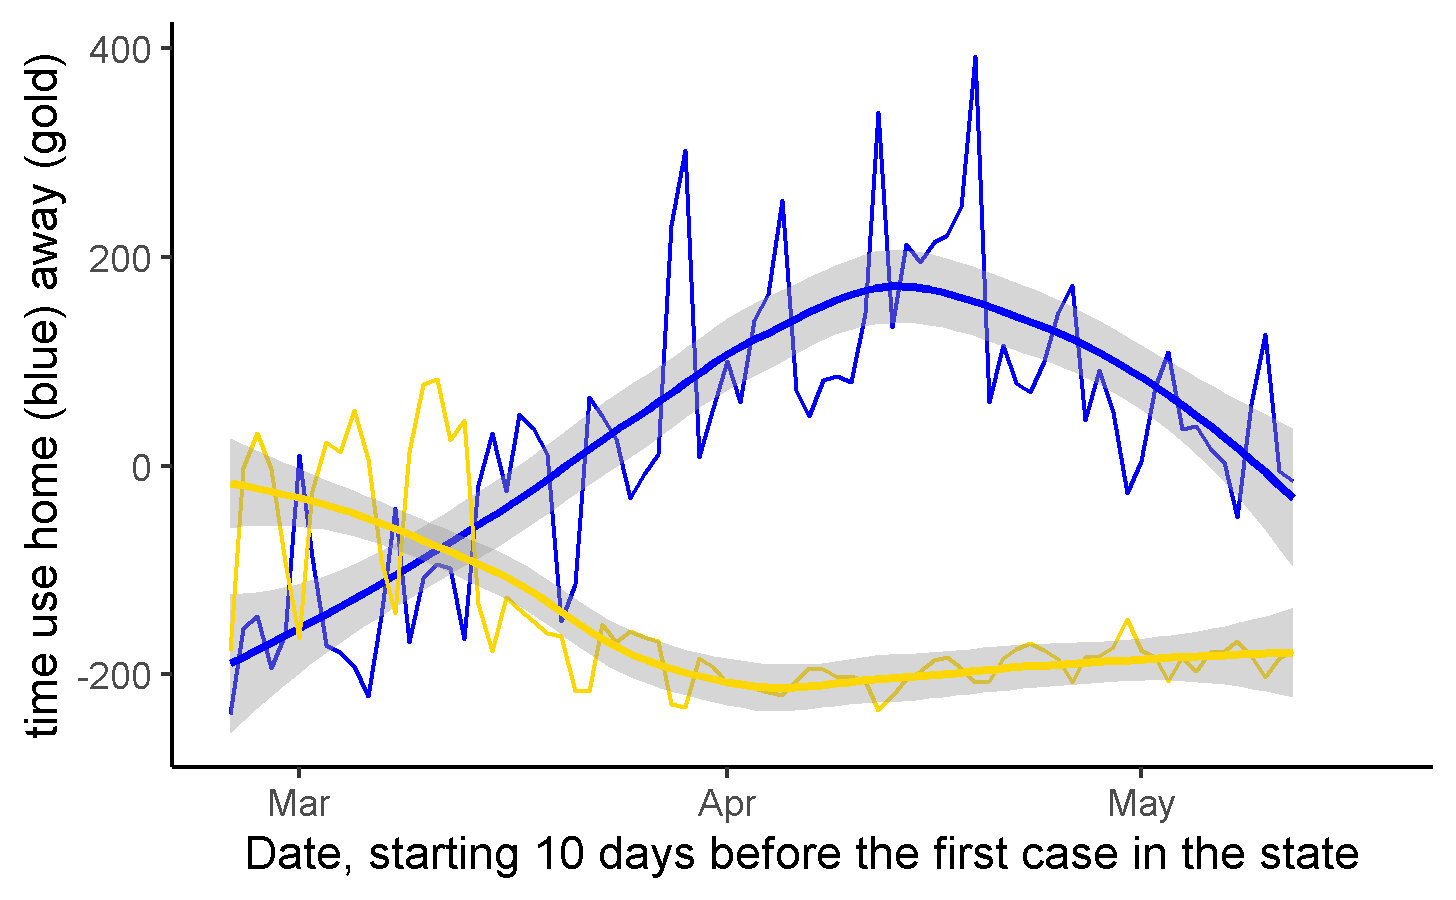 time use home (blue) away (gold)
400
200
0
-200
Mar
Apr
May
Date, starting 10 days before the first case in the state